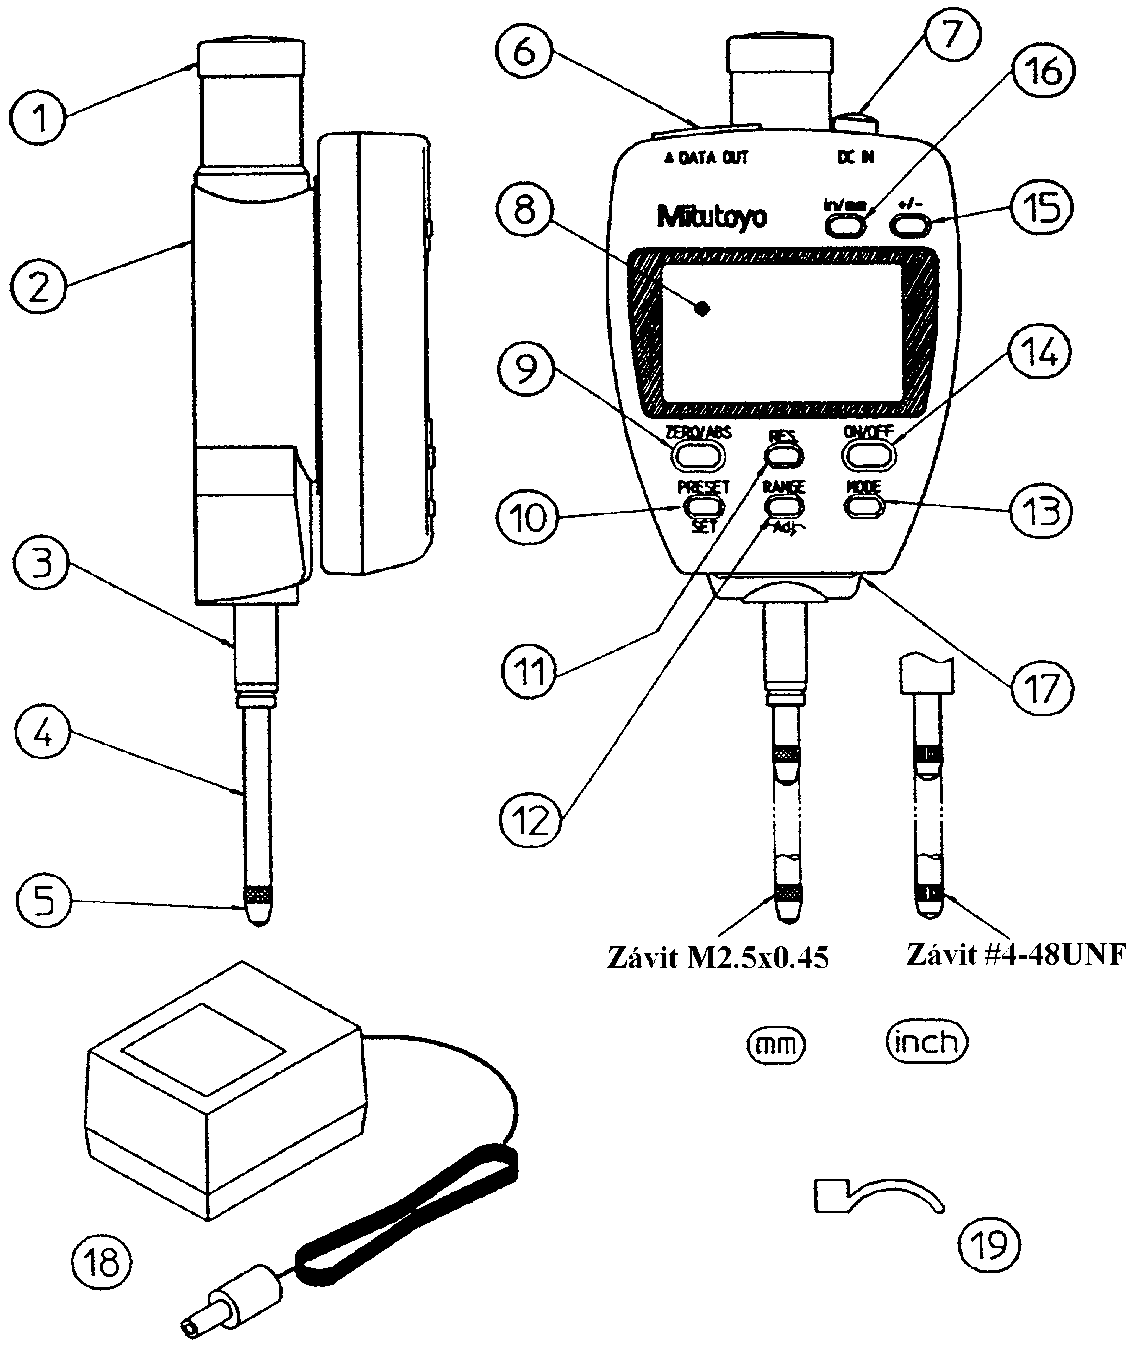 1
2
3
4
5
6
7
16
▵ DATA OUT
DC IN
in/mm
+/-
15
Mitutoyo
8
9
14
ZERO/ABS
RES.
ON/OFF
PRESET
RANGE
MODE
SET
Adj
10
13
11
12
17
Závit M2.5x0.45
Závit #4-48UNF
mm
inch
18
19